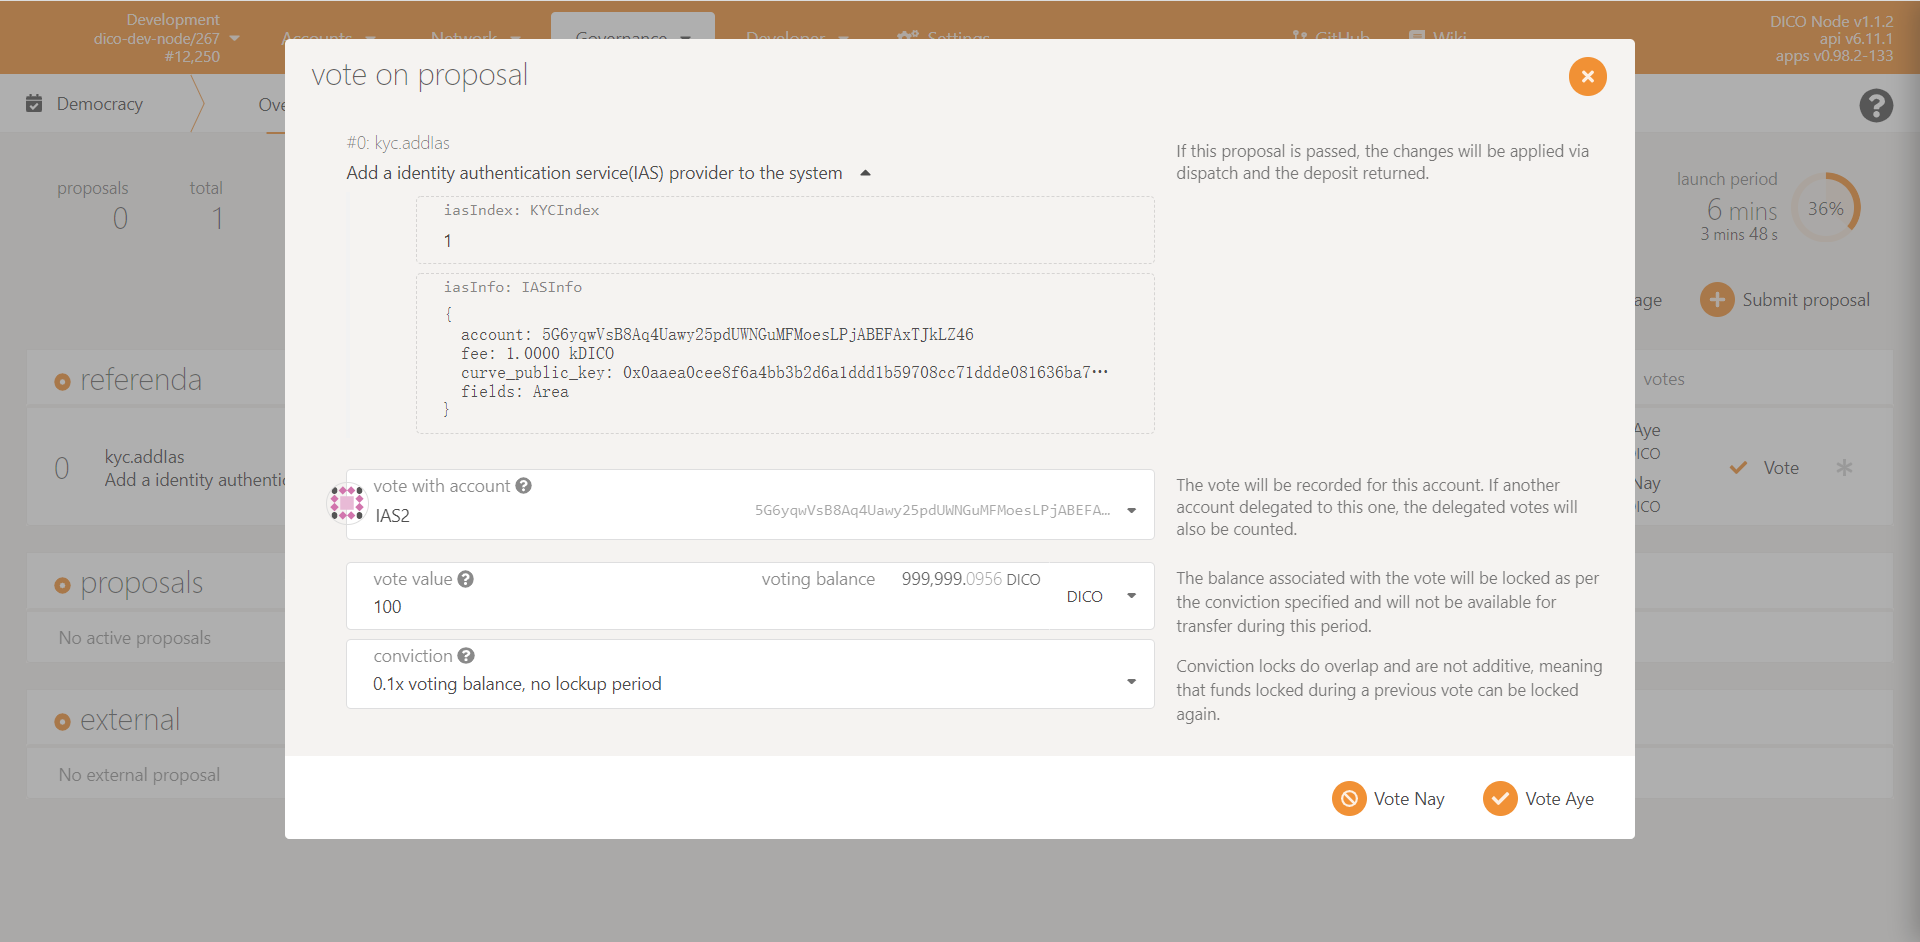 Development
dico-dev-node/267
#12,250
Accounts
Network
Governance
Developer
Settings
GitHub
Wiki
DICO Node v1.1.2
api v6.11.1
apps v0.98.2-133
Democracy
Ove
proposals
0
total
1
launch period
6 mins
3 mins 48 s
36%
age
Submit proposal
referenda
votes
0
kyc.addIas
Add a identity authentic
Aye
DICO
Nay
DICO
Vote
proposals
No active proposals
external
No external proposal
vote on proposal
#0: kyc.addIas
Add a identity authentication service(IAS) provider to the system
If this proposal is passed, the changes will be applied via
dispatch and the deposit returned.
iasIndex: KYCIndex
1
iasInfo: IASInfo
{
account: 5G6yqwVsB8Aq4Uawy25pdUWNGuMFMoesLPjABEFAxTJkLZ46
fee: 1.0000 kDICO
curve_public_key: 0x0aaea0cee8f6a4bb3b2d6a1ddd1b59708cc71ddde081636ba7…
fields: Area
}
vote with account
IAS2
5G6yqwVsB8Aq4Uawy25pdUWNGuMFMoesLPjABEFA…
The vote will be recorded for this account. If another
account delegated to this one, the delegated votes will
also be counted.
vote value
100
voting balance 999,999.0956 DICO
DICO
The balance associated with the vote will be locked as per
the conviction specified and will not be available for
transfer during this period.
conviction
0.1x voting balance, no lockup period
Conviction locks do overlap and are not additive, meaning
that funds locked during a previous vote can be locked
again.
Vote Nay
Vote Aye